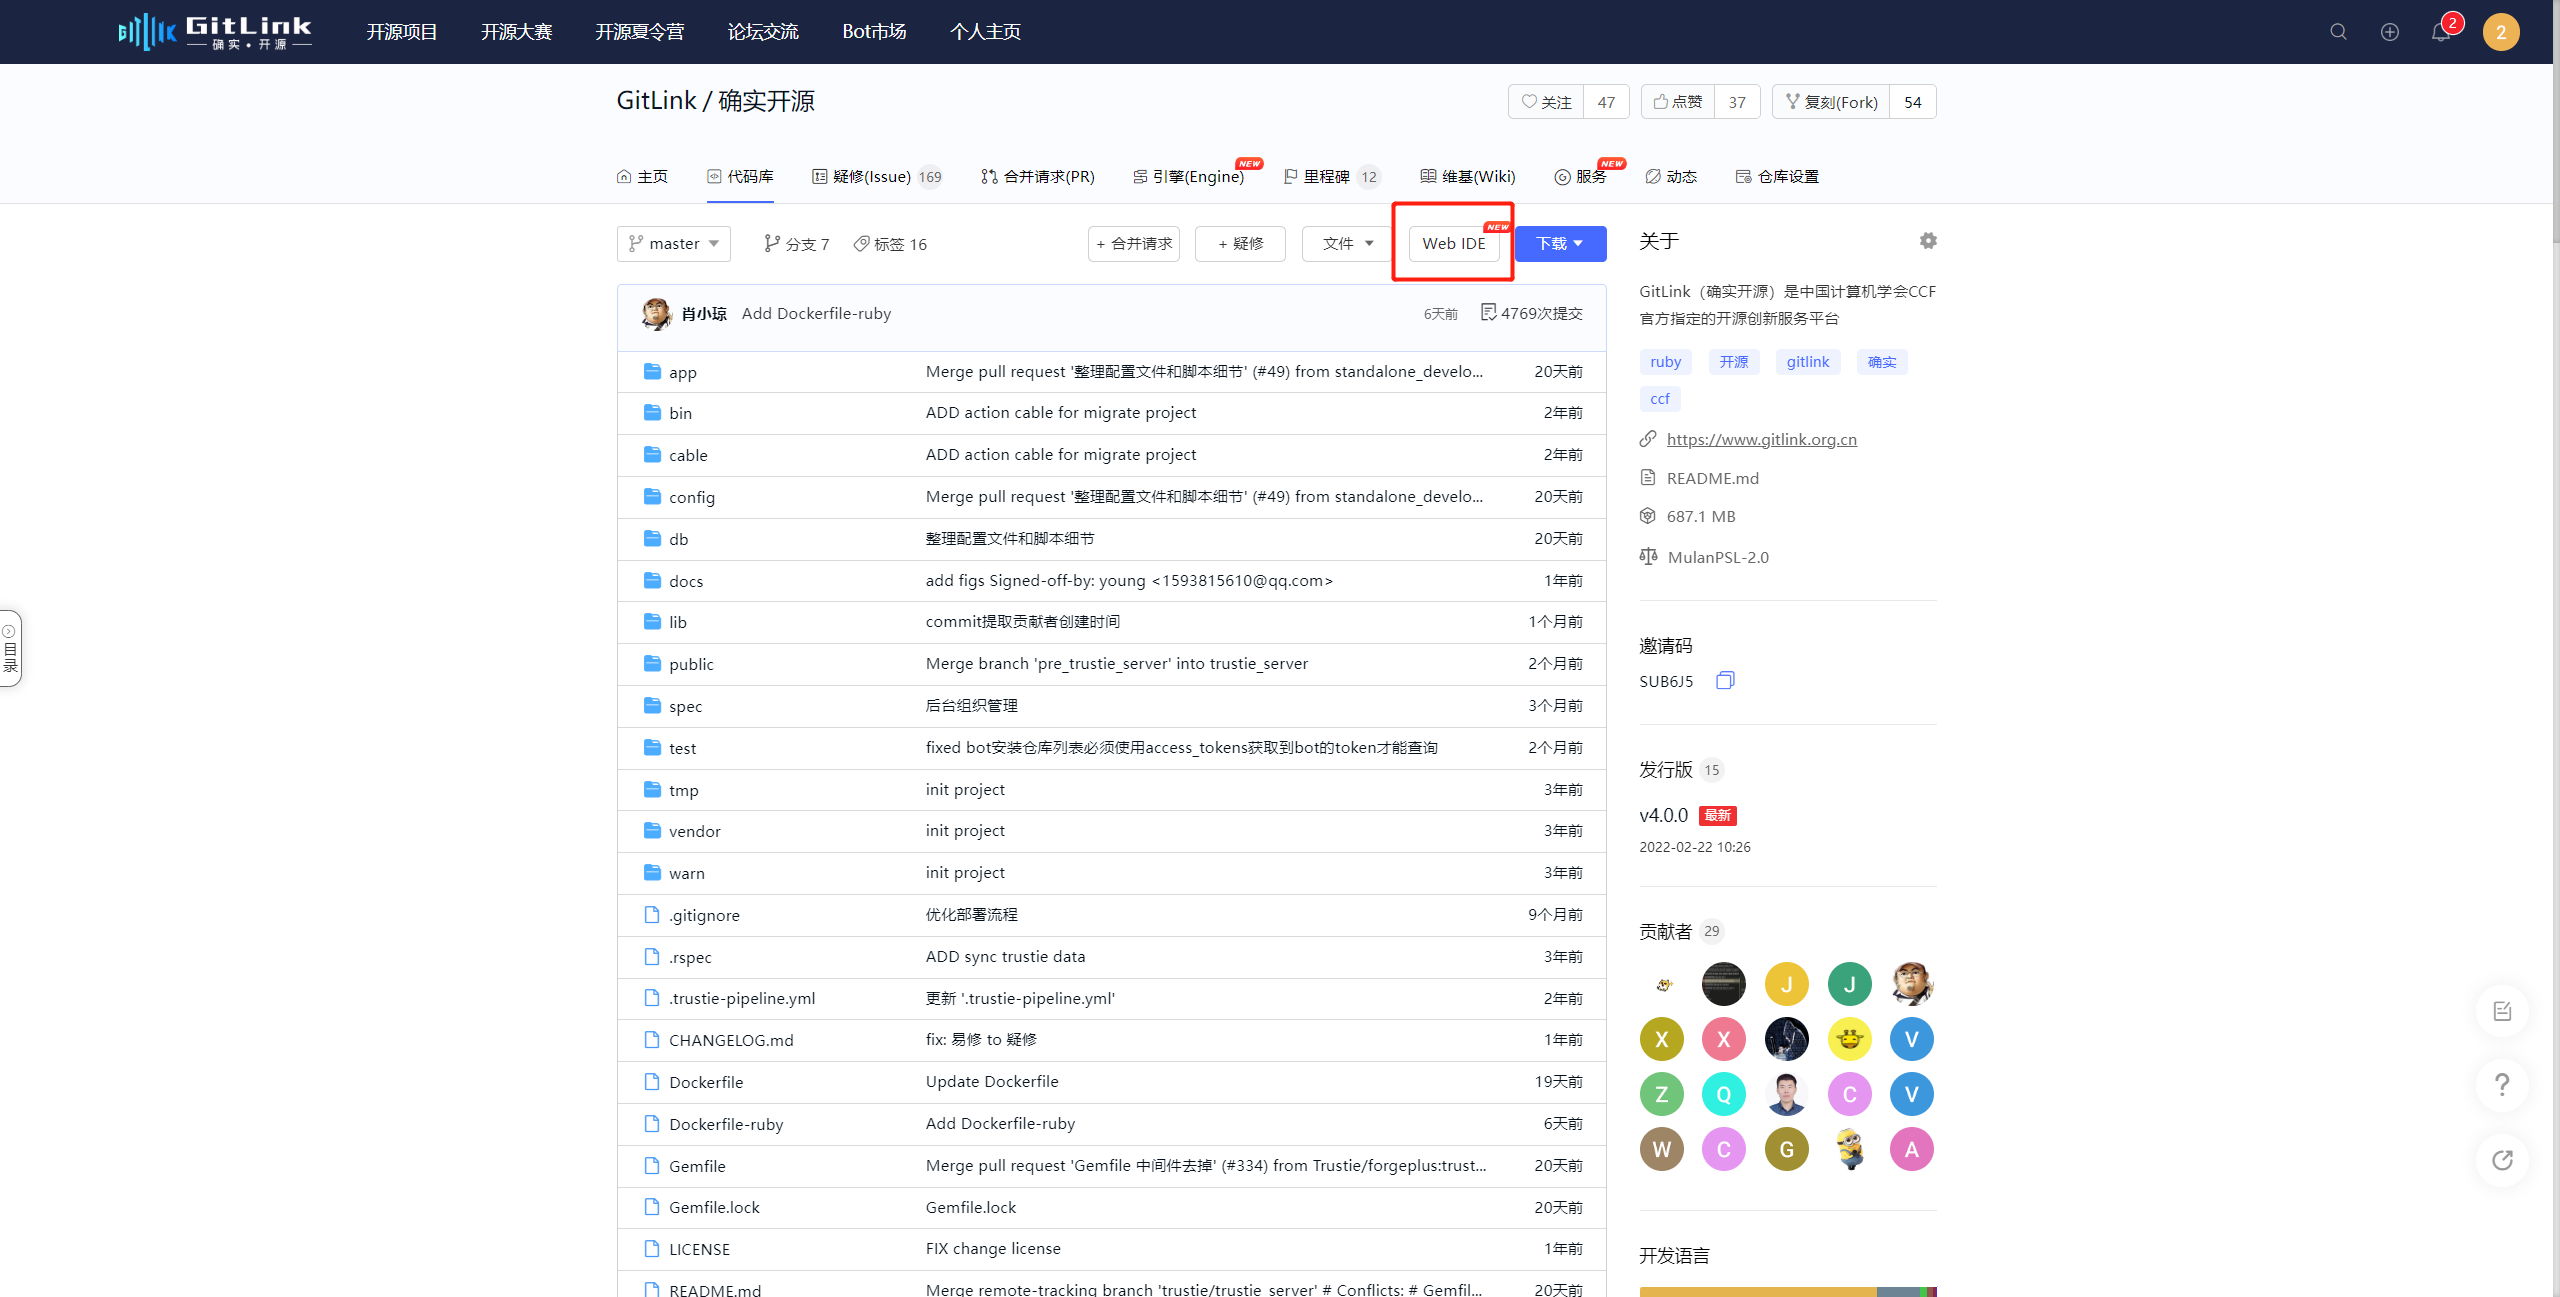 GitLink
确实 • 开源
开源项目 开源大赛 开源夏令营 论坛交流 Bot市场 个人主页
2
2
GitLink / 确实开源
关注 47 点赞 37 复刻(Fork) 54
主页 代码库 疑修(Issue) 169 合并请求(PR) 引擎(Engine) NEW 里程碑 12 维基(Wiki) 服务 NEW 动态 仓库设置
master 分支 7 标签 16 + 合并请求 + 疑修 文件 Web IDE NEW 下载
肖小琼 Add Dockerfile-ruby 6天前 4769次提交
app Merge pull request '整理配置文件和脚本细节' (#49) from standalone_develo... 20天前
bin ADD action cable for migrate project 2年前
cable ADD action cable for migrate project 2年前
config Merge pull request '整理配置文件和脚本细节' (#49) from standalone_develo... 20天前
db 整理配置文件和脚本细节 20天前
docs add figs Signed-off-by: young <1593815610@qq.com> 1年前
lib commit提取贡献者创建时间 1个月前
public Merge branch 'pre_trustie_server' into trustie_server 2个月前
spec 后台组织管理 3个月前
test fixed bot安装仓库列表必须使用access_tokens获取到bot的token才能查询 2个月前
tmp init project 3年前
vendor init project 3年前
warn init project 3年前
.gitignore 优化部署流程 9个月前
.rspec ADD sync trustie data 3年前
.trustie-pipeline.yml 更新 '.trustie-pipeline.yml' 2年前
CHANGELOG.md fix: 易修 to 疑修 1年前
Dockerfile Update Dockerfile 19天前
Dockerfile-ruby Add Dockerfile-ruby 6天前
Gemfile Merge pull request 'Gemfile 中间件去掉' (#334) from Trustie/forgeplus:trust... 20天前
Gemfile.lock Gemfile.lock 20天前
LICENSE FIX change license 1年前
README.md Merge remote-tracking branch 'trustie/trustie_server' # Conflicts: # Gemfil... 20天前
关于
GitLink（确实开源）是中国计算机学会CCF
官方指定的开源创新服务平台
ruby 开源 gitlink 确实
ccf
https://www.gitlink.org.cn
README.md
687.1 MB
MulanPSL-2.0
邀请码
SUB6J5
发行版 15
v4.0.0 最新
2022-02-22 10:26
贡献者 29
J J
X X V
Z Q C V
W C G A
开发语言
目录